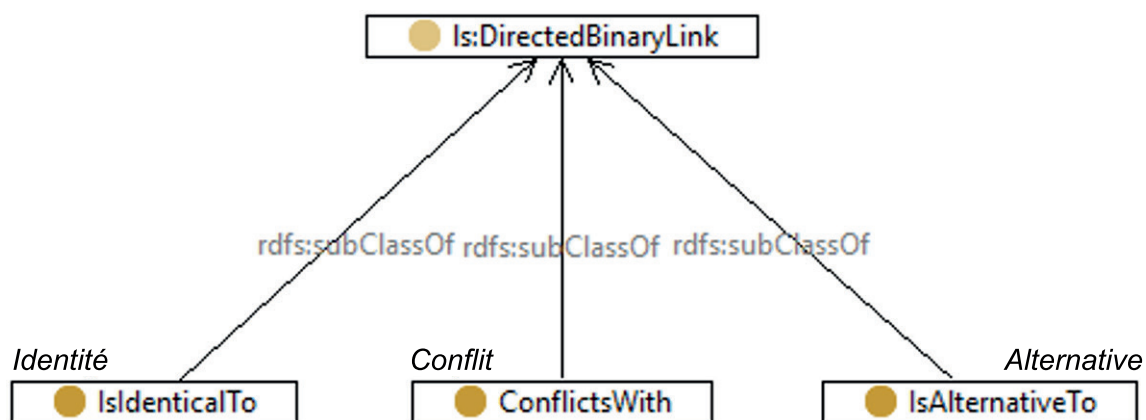 ls:DirectedBinaryLink
rdfs:subClassOf rdfs:subClassOf rdfs:subClassOf
Identité Conflit Alternative
IsIdenticalTo ConflictsWith IsAlternativeTo